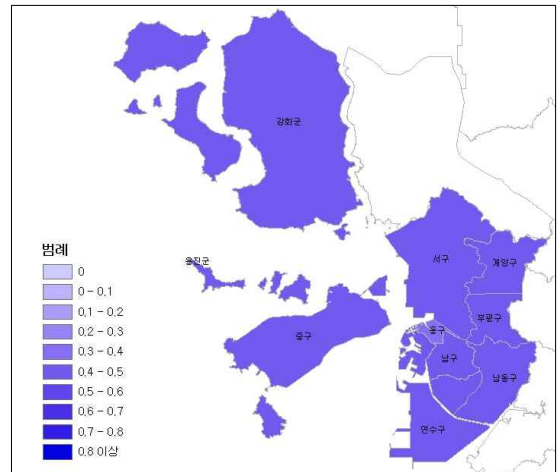 강화군
옹진군
서구
계양구
부평구
중구
동구
남구
남동구
연수구
범례
0
0 - 0.1
0.1 - 0.2
0.2 - 0.3
0.3 - 0.4
0.4 - 0.5
0.5 - 0.6
0.6 - 0.7
0.7 - 0.8
0.8 이상